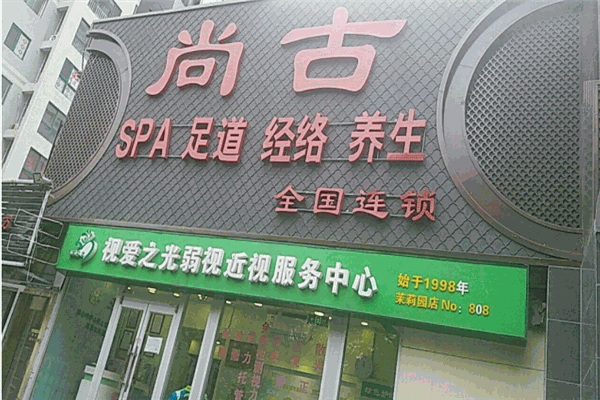 尚古
SPA 足道 经络 养生
全国连锁
视爱之光弱视近视服务中心
始于1998年
茉莉园店 No：808